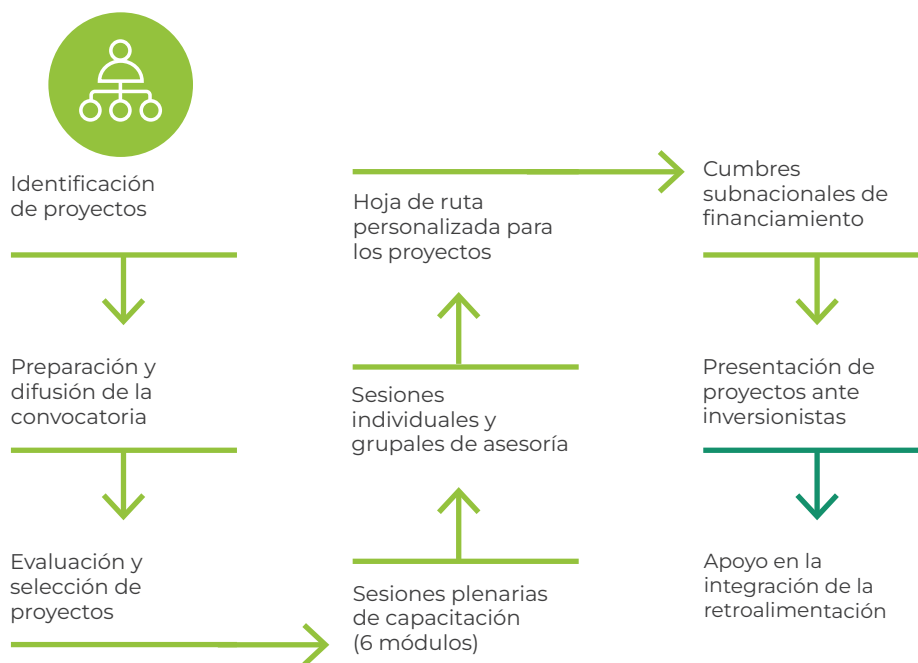 Identificación
de proyectos
Preparación y
difusión de la
convocatoria
Evaluación y
selección de
proyectos
Sesiones plenarias
de capacitación
(6 módulos)
Sesiones
individuales y
grupales de asesoría
Hoja de ruta
personalizada para
los proyectos
Cumbres
subnacionales de
financiamiento
Presentación de
proyectos ante
inversionistas
Apoyo en la
integración de la
retroalimentación